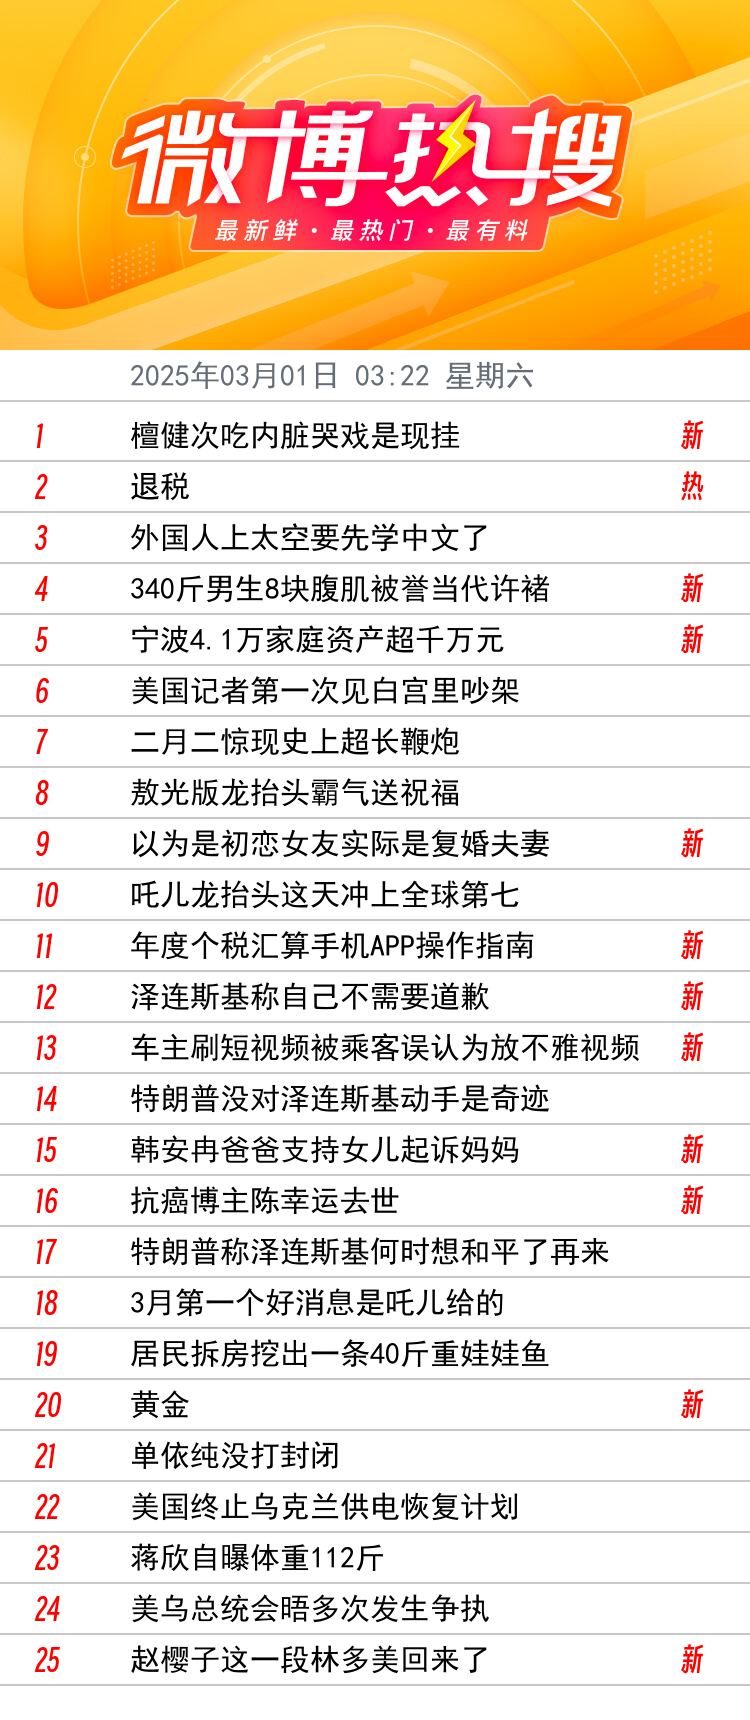 微博热搜
最新鲜·最热门·最有料
2025年03月01日 03:22 星期六
1 檀健次吃内脏哭戏是现挂 新
2 退税 热
3 外国人上太空要先学中文了
4 340斤男生8块腹肌被誉当代许褚 新
5 宁波4.1万家庭资产超千万元 新
6 美国记者第一次见白宫里吵架
7 二月二惊现史上超长鞭炮
8 敖光版龙抬头霸气送祝福
9 以为是初恋女友实际是复婚夫妻 新
10 吒儿龙抬头这天冲上全球第七
11 年度个税汇算手机APP操作指南 新
12 泽连斯基称自己不需要道歉 新
13 车主刷短视频被乘客误认为放不雅视频 新
14 特朗普没对泽连斯基动手是奇迹
15 韩安冉爸爸支持女儿起诉妈妈 新
16 抗癌博主陈幸运去世 新
17 特朗普称泽连斯基何时想和平了再来
18 3月第一个好消息是吒儿给的
19 居民拆房挖出一条40斤重娃娃鱼
20 黄金 新
21 单依纯没打封闭
22 美国终止乌克兰供电恢复计划
23 蒋欣自曝体重112斤
24 美乌总统会晤多次发生争执
25 赵樱子这一段林多美回来了 新